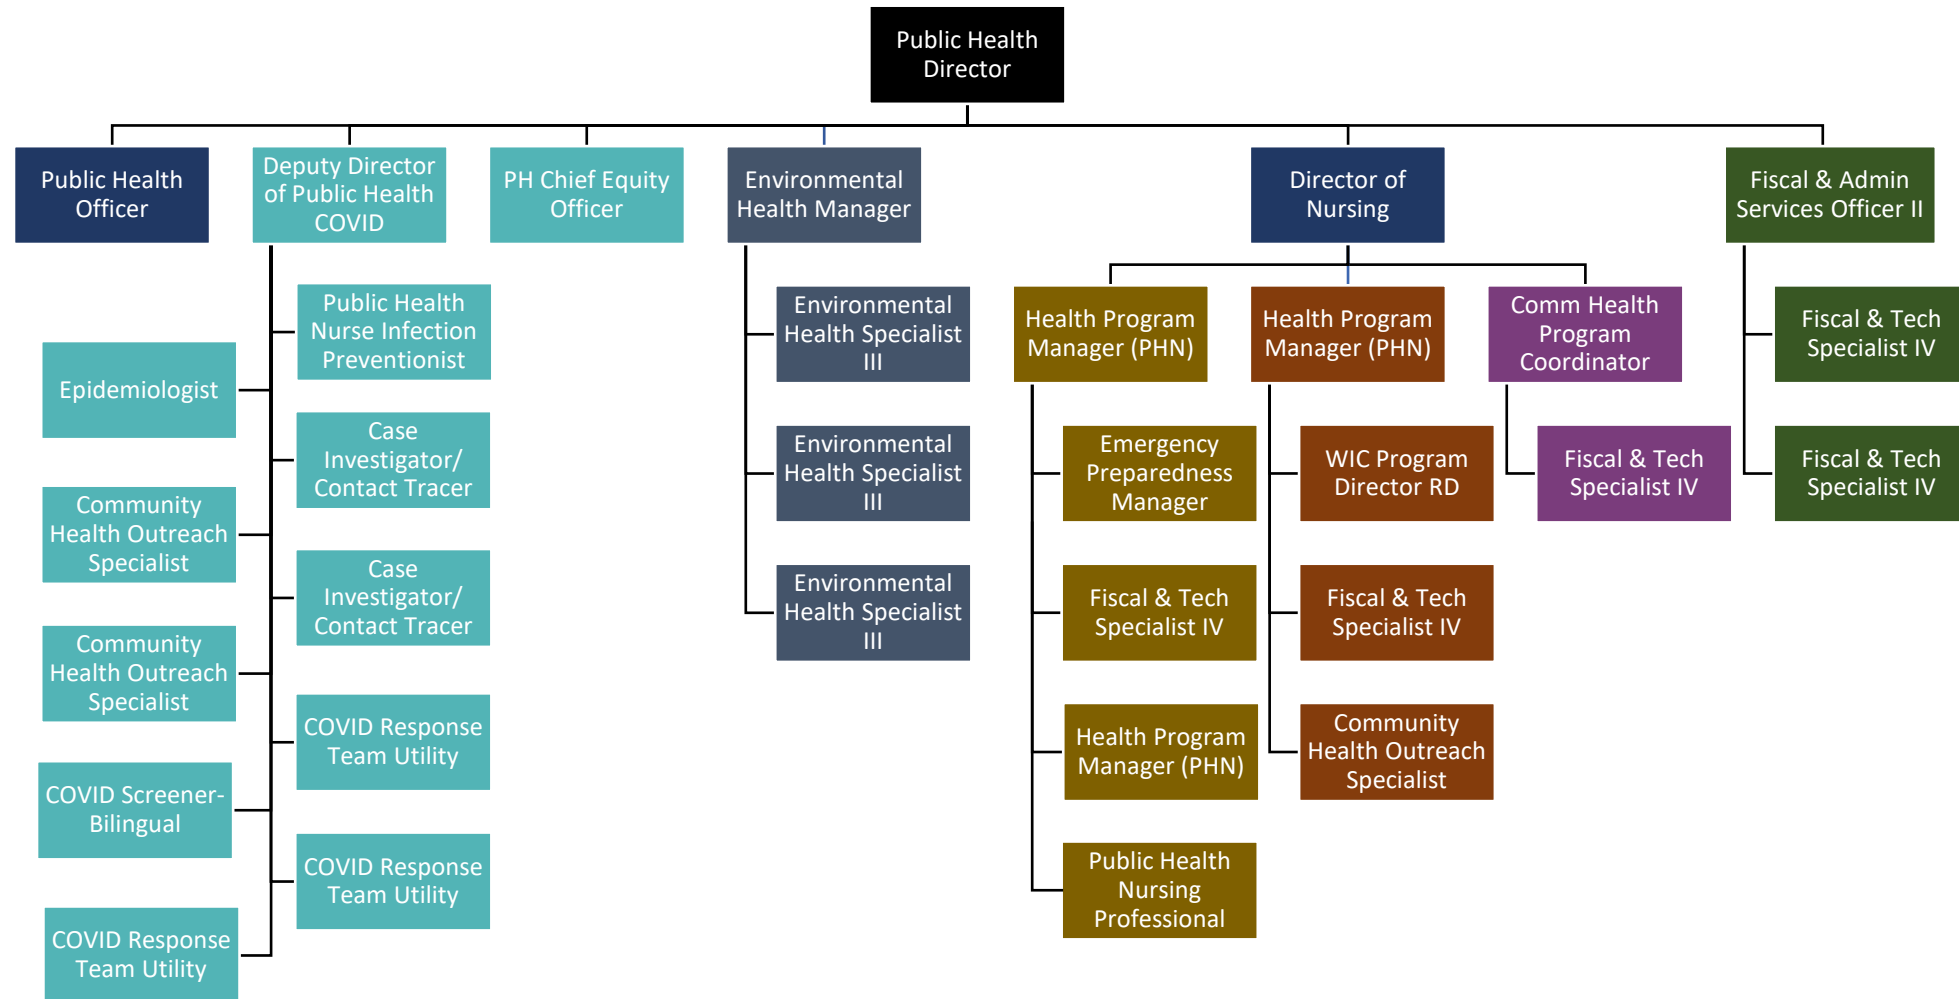 Public Health
Director
Public Health
Officer
Deputy Director
of Public Health
COVID
PH Chief Equity
Officer
Environmental
Health Manager
Director of
Nursing
Fiscal & Admin
Services Officer II
Public Health
Nurse Infection
Preventionist
Epidemiologist
Case
Investigator/
Contact Tracer
Community
Health Outreach
Specialist
Case
Investigator/
Contact Tracer
Community
Health Outreach
Specialist
COVID Response
Team Utility
COVID Screener-
Bilingual
COVID Response
Team Utility
COVID Response
Team Utility
Environmental
Health Specialist
III
Environmental
Health Specialist
III
Environmental
Health Specialist
III
Health Program
Manager (PHN)
Emergency
Preparedness
Manager
Fiscal & Tech
Specialist IV
Health Program
Manager (PHN)
Public Health
Nursing
Professional
Health Program
Manager (PHN)
WIC Program
Director RD
Fiscal & Tech
Specialist IV
Community
Health Outreach
Specialist
Comm Health
Program
Coordinator
Fiscal & Tech
Specialist IV
Fiscal & Tech
Specialist IV
Fiscal & Tech
Specialist IV